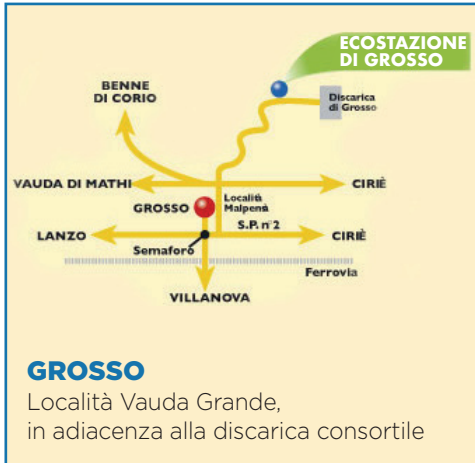 ECOSTAZIONE
DI GROSSO
BENNE
DI CORIO
Discarica
di Grosso
VAUDA DI MATHI
CIRIÈ
GROSSO
Località
Malpensà
S.P. n°2
LANZO
CIRIÈ
Semaforo
Ferrovia
VILLANOVA
GROSSO
Località Vauda Grande,
in adiacenza alla discarica consortile